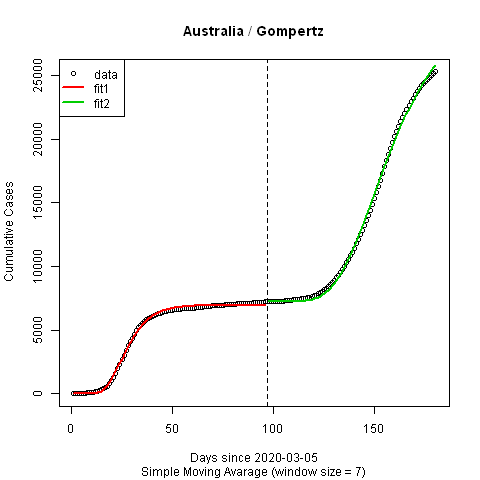 Australia / Gompertz
data
fit1
fit2
25000
20000
15000
10000
5000
0
Cumulative Cases
0 50 100 150
Days since 2020-03-05
Simple Moving Avarage (window size = 7)